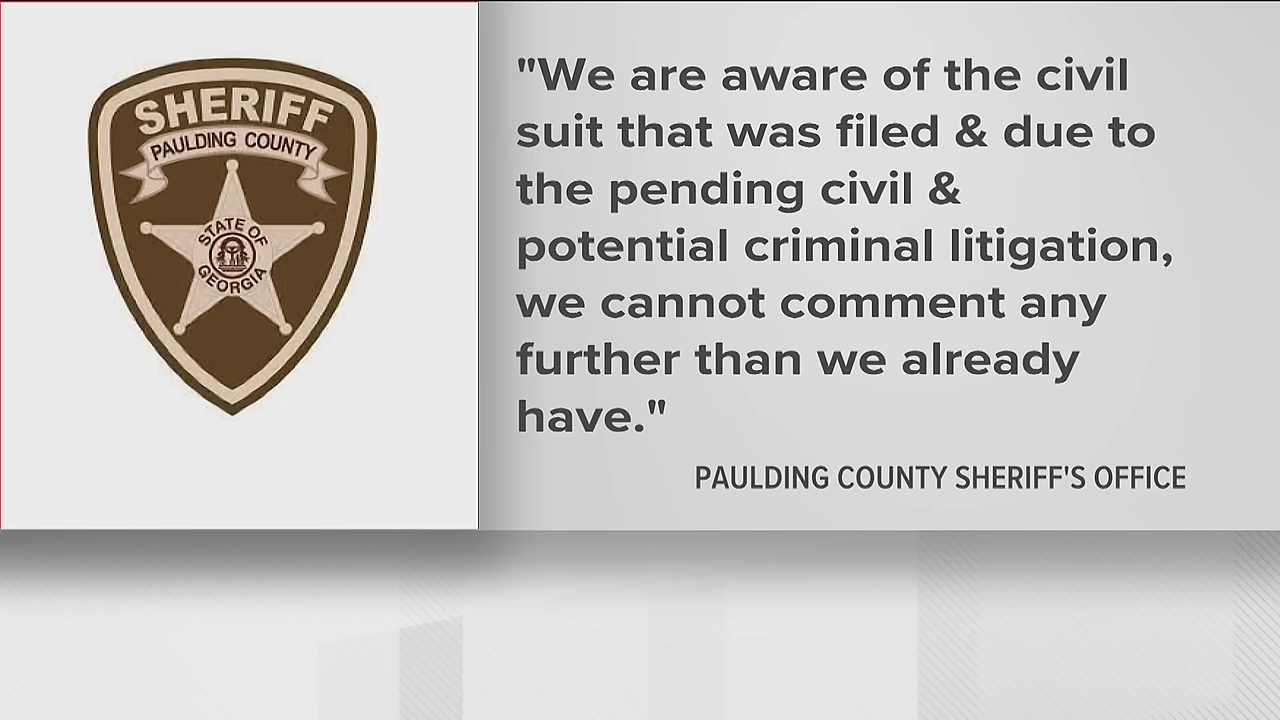 SHERIFF
PAULDING COUNTY
STATE OF
GEORGIA
"We are aware of the civil
suit that was filed & due to
the pending civil &
potential criminal litigation,
we cannot comment any
further than we already
have."
PAULDING COUNTY SHERIFF'S OFFICE